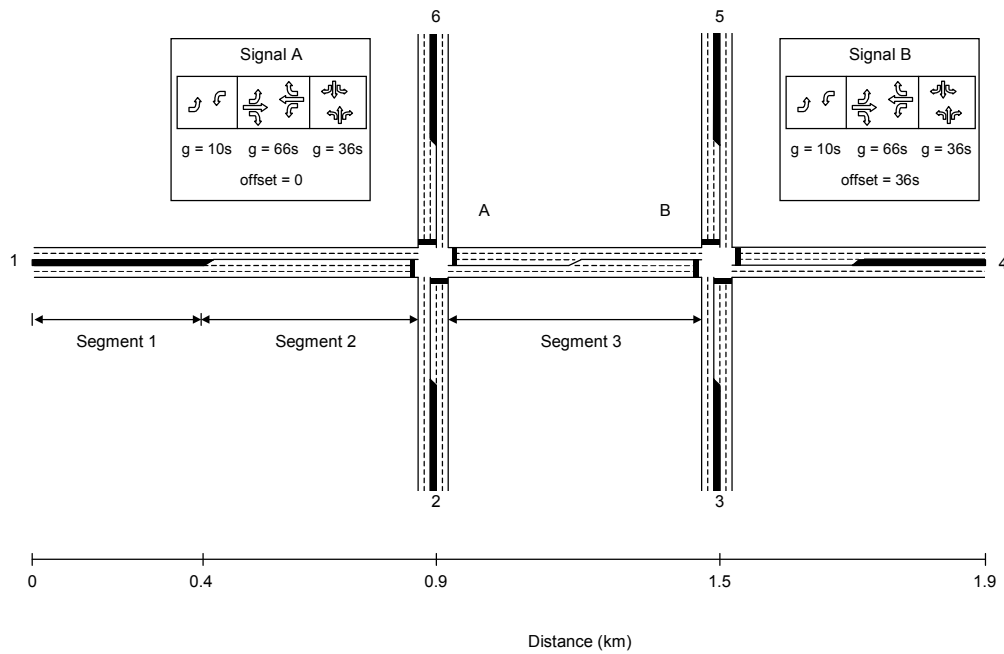 6
5
Signal A
g = 10s g = 66s g = 36s
offset = 0
Signal B
g = 10s g = 66s g = 36s
offset = 36s
A
B
1
4
Segment 1
Segment 2
Segment 3
2
3
0
0.4
0.9
1.5
1.9
Distance (km)